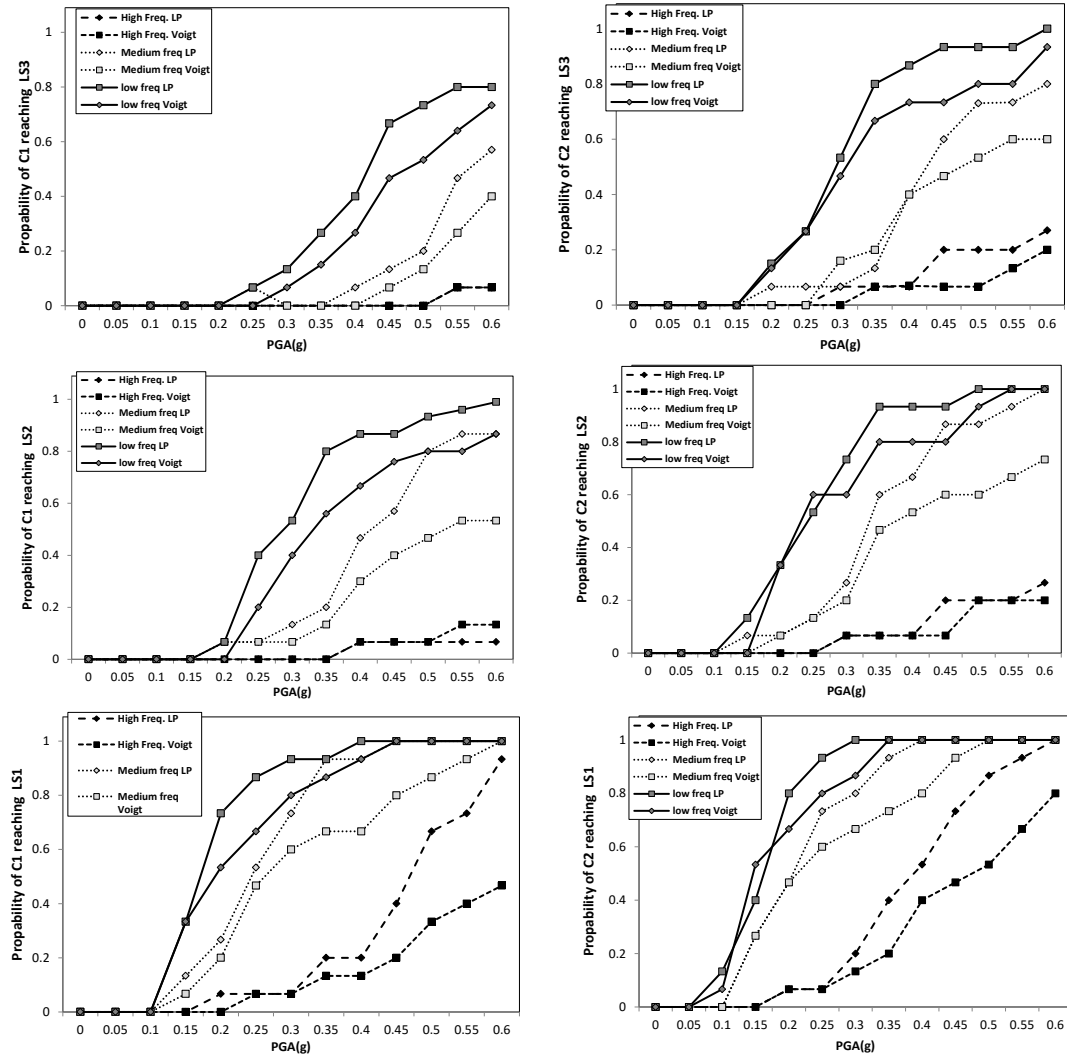 High Freq. LP
High Freq. Voigt
Medium freq LP
Medium freq Voigt
low freq LP
low freq Voigt
Propability of C1 reaching LS3
1
0.8
0.6
0.4
0.2
0
0 0.05 0.1 0.15 0.2 0.25 0.3 0.35 0.4 0.45 0.5 0.55 0.6
PGA(g)
High Freq. LP
High Freq. Voigt
Medium freq LP
Medium freq Voigt
low freq LP
low freq Voigt
Propability of C2 reaching LS3
1
0.8
0.6
0.4
0.2
0
0 0.05 0.1 0.15 0.2 0.25 0.3 0.35 0.4 0.45 0.5 0.55 0.6
PGA(g)
High Freq. LP
High Freq. Voigt
Medium freq LP
Medium freq Voigt
low freq LP
low freq Voigt
Propability of C1 reaching LS2
1
0.8
0.6
0.4
0.2
0
0 0.05 0.1 0.15 0.2 0.25 0.3 0.35 0.4 0.45 0.5 0.55 0.6
PGA(g)
High Freq. LP
High Freq. Voigt
Medium freq LP
Medium freq Voigt
low freq LP
low freq Voigt
Propability of C2 reaching LS2
1
0.8
0.6
0.4
0.2
0
0 0.05 0.1 0.15 0.2 0.25 0.3 0.35 0.4 0.45 0.5 0.55 0.6
PGA(g)
High Freq. LP
High Freq. Voigt
Medium freq LP
Medium freq
Voigt
Propability of C1 reaching LS1
1
0.8
0.6
0.4
0.2
0
0 0.05 0.1 0.15 0.2 0.25 0.3 0.35 0.4 0.45 0.5 0.55 0.6
PGA(g)
High Freq. LP
High Freq. Voigt
Medium freq LP
Medium freq Voigt
low freq LP
low freq Voigt
Propability of C2 reaching LS1
1
0.8
0.6
0.4
0.2
0
0 0.05 0.1 0.15 0.2 0.25 0.3 0.35 0.4 0.45 0.5 0.55 0.6
PGA(g)